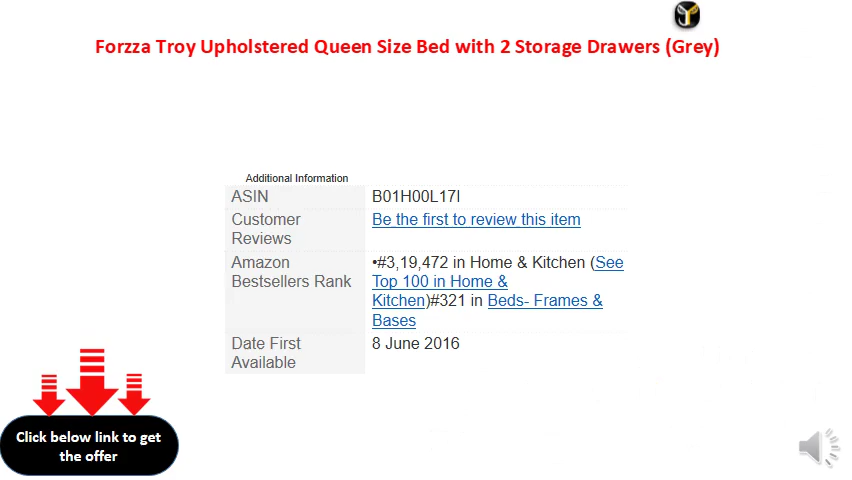 Forzza Troy Upholstered Queen Size Bed with 2 Storage Drawers (Grey)
Additional Information
ASIN B01H00L17I
Customer Reviews Be the first to review this item
Amazon Bestsellers Rank
•#3,19,472 in Home & Kitchen (See
Top 100 in Home &
Kitchen)#321 in Beds- Frames &
Bases
Date First Available 8 June 2016
Click below link to get
the offer